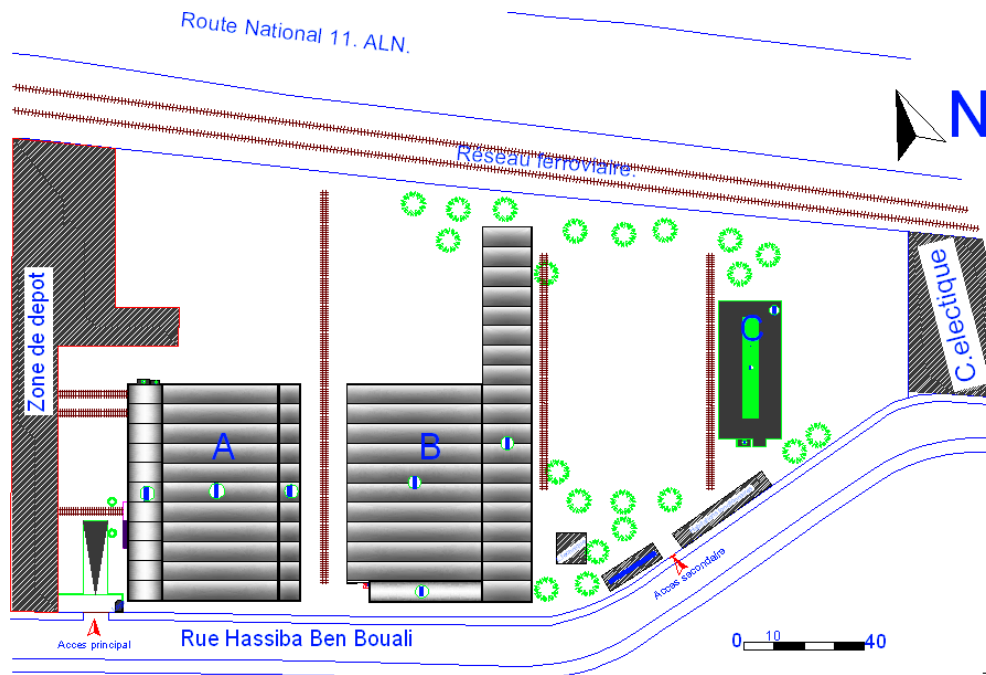 Route National 11. ALN.
N
Réseau ferroviaire.
Zone de depot
C.electique
C
A
B
Acces secondaire
Acces principal
Rue Hassiba Ben Bouali
0 10 40